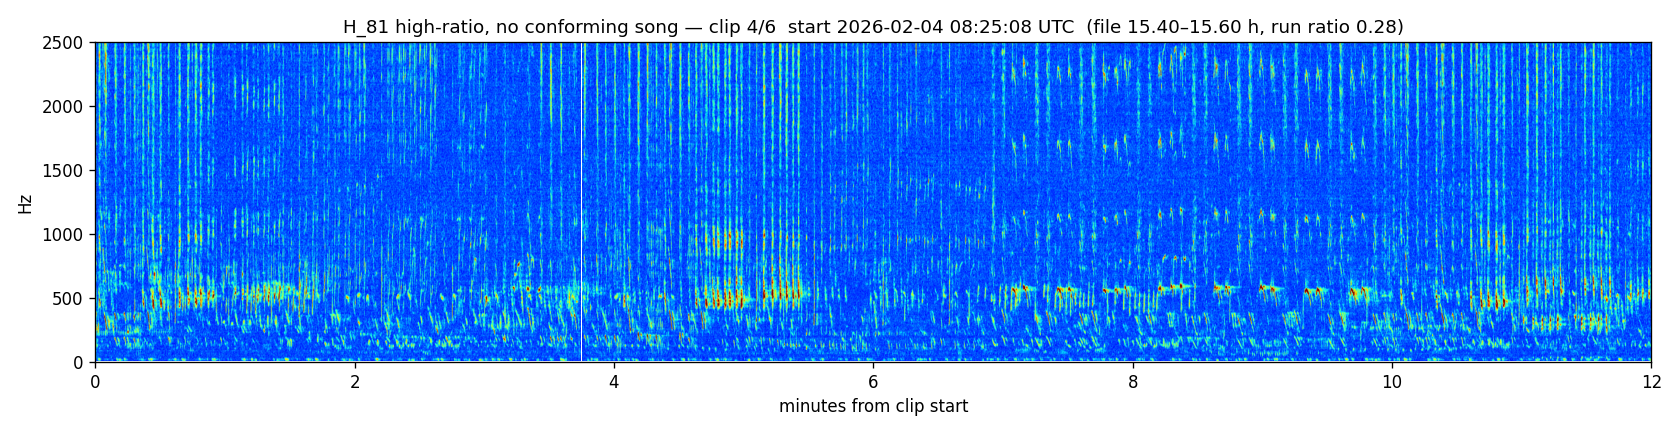 H_81 high-ratio, no conforming song — clip 4/6  start 2026-02-04 08:25:08 UTC  (file 15.40–15.60 h, run ratio 0.28)
2500
2000
1500
1000
500
0
Hz
0 2 4 6 8 10 12
minutes from clip start